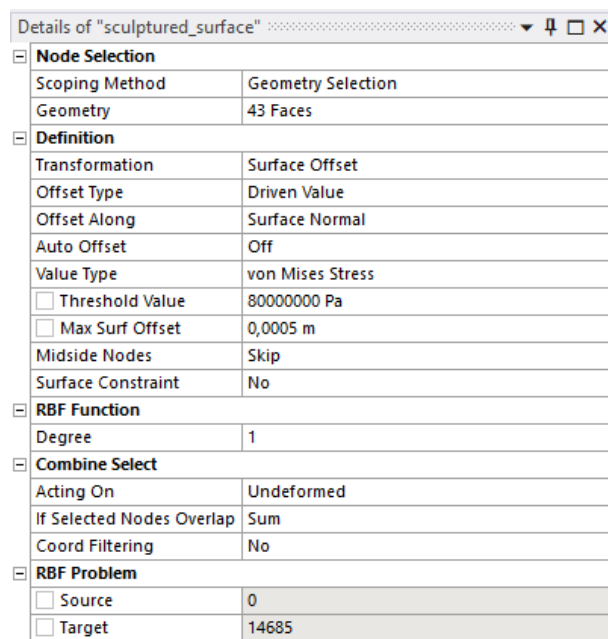 Details of "sculptured_surface"
Node Selection
Scoping Method Geometry Selection
Geometry 43 Faces
Definition
Transformation Surface Offset
Offset Type Driven Value
Offset Along Surface Normal
Auto Offset Off
Value Type von Mises Stress
Threshold Value 80000000 Pa
Max Surf Offset 0,0005 m
Midside Nodes Skip
Surface Constraint No
RBF Function
Degree 1
Combine Select
Acting On Undeformed
If Selected Nodes Overlap Sum
Coord Filtering No
RBF Problem
Source 0
Target 14685